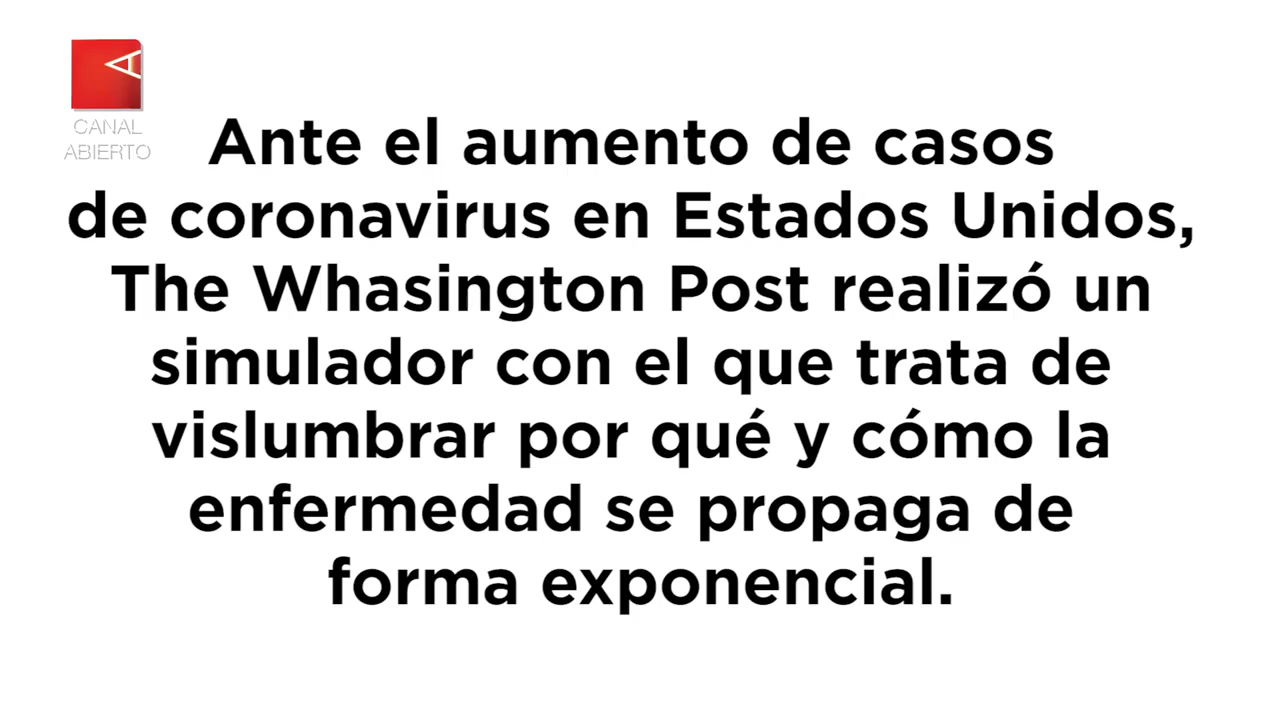 CANAL
ABIERTO
Ante el aumento de casos
de coronavirus en Estados Unidos,
The Whasington Post realizó un
simulador con el que trata de
vislumbrar por qué y cómo la
enfermedad se propaga de
forma exponencial.